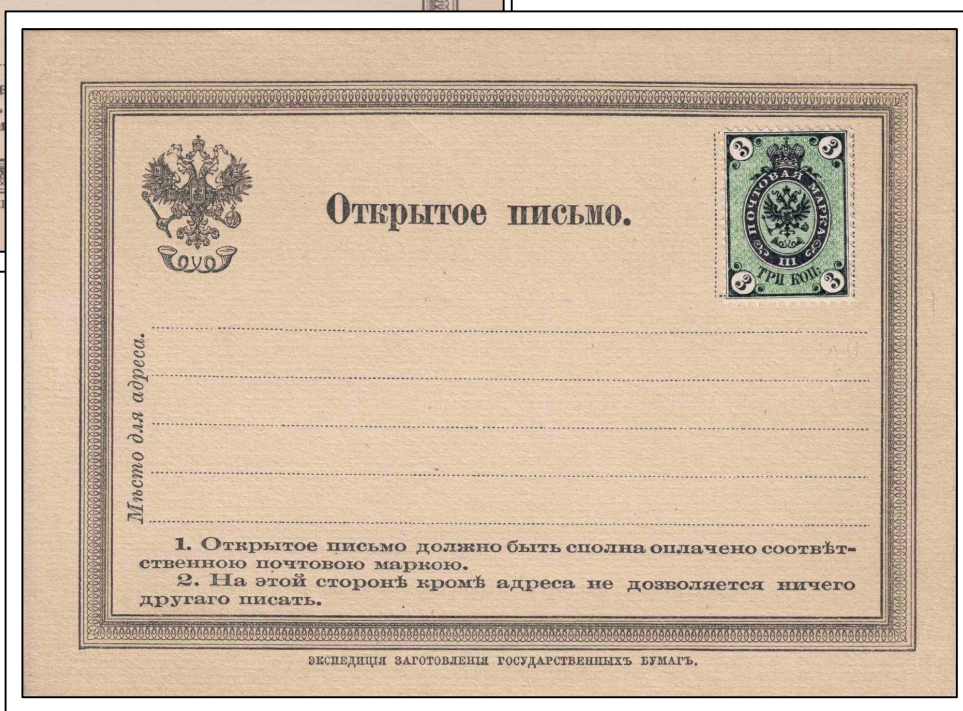 Открытое письмо.
3 3
ПОЧТОВАЯ МАРКА
III
ТРИ КОП.
3 3
Мѣсто для адреса.
1. Открытое письмо должно быть сполна оплачено соотвѣт-
ственною почтовою маркою.
2. На этой сторонѣ кромѣ адреса не дозволяется ничего
другаго писать.
ЭКСПЕДИЦІЯ ЗАГОТОВЛЕНІЯ ГОСУДАРСТВЕННЫХЪ БУМАГЪ.